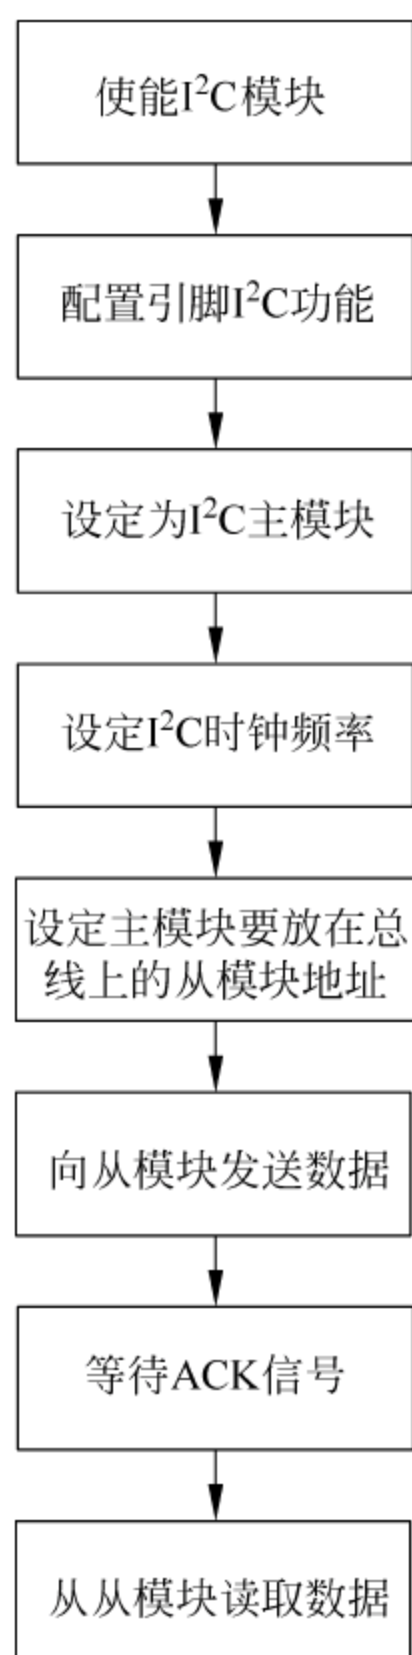 使能I²C模块
配置引脚I²C功能
设定为I²C主模块
设定I²C时钟频率
设定主模块要放在总
线上的从模块地址
向从模块发送数据
等待ACK信号
从从模块读取数据